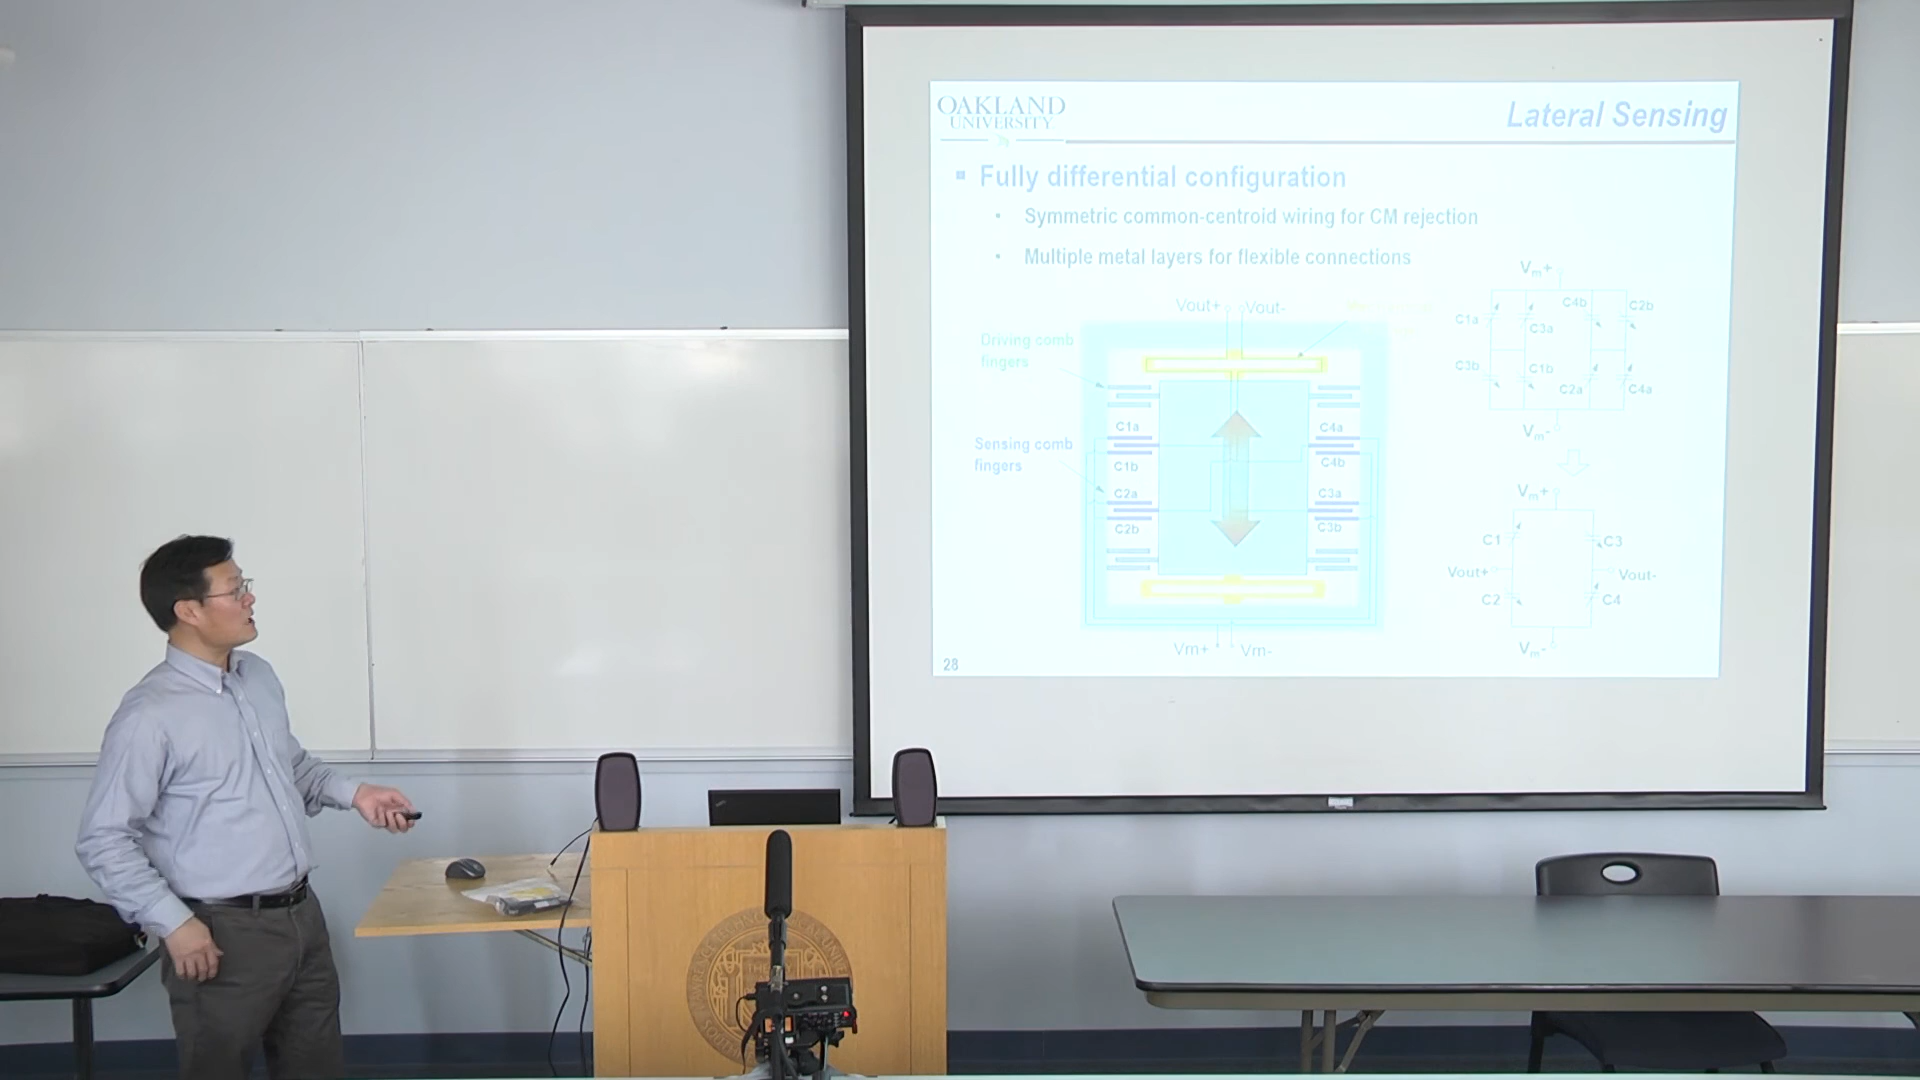 OAKLAND
UNIVERSITY
Lateral Sensing
Fully differential configuration
Symmetric common-centroid wiring for CM rejection
Multiple metal layers for flexible connections
Vout+ Vout-
Driving comb
fingers
Sensing comb
fingers
C1a
C1b
C2a
C2b
C4a
C4b
C3a
C3b
Vm+ Vm-
Vm+
C1a C3a C4b C2b
C3b C1b C2a C4a
Vm-
Vm+
C1 C3
Vout+ Vout-
C2 C4
Vm-
28